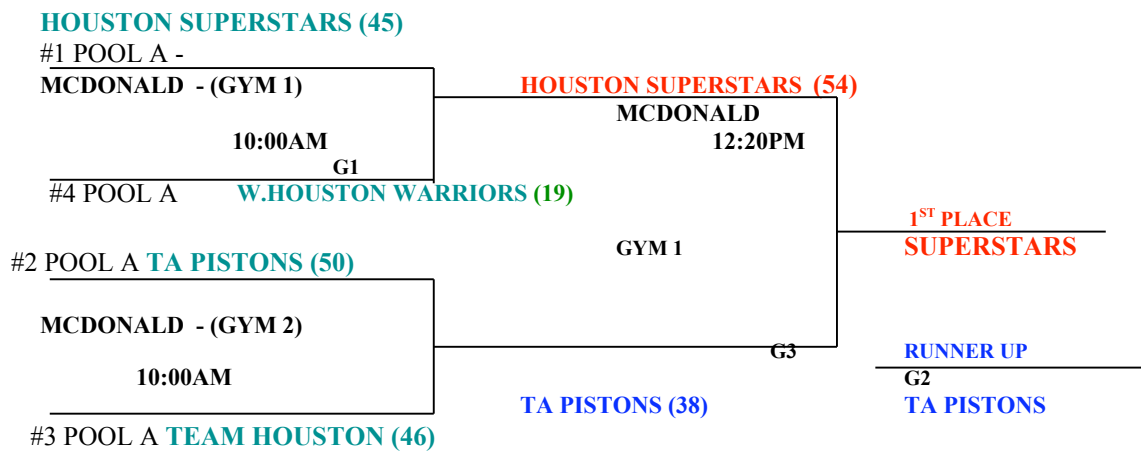 HOUSTON SUPERSTARS (45)
#1 POOL A -
MCDONALD - (GYM 1)
10:00AM
G1
#4 POOL A W.HOUSTON WARRIORS (19)
HOUSTON SUPERSTARS (54)
MCDONALD
12:20PM
GYM 1
#2 POOL A TA PISTONS (50)
MCDONALD - (GYM 2)
10:00AM
#3 POOL A TEAM HOUSTON (46)
G3
TA PISTONS (38)
1ST PLACE
SUPERSTARS
RUNNER UP
G2
TA PISTONS